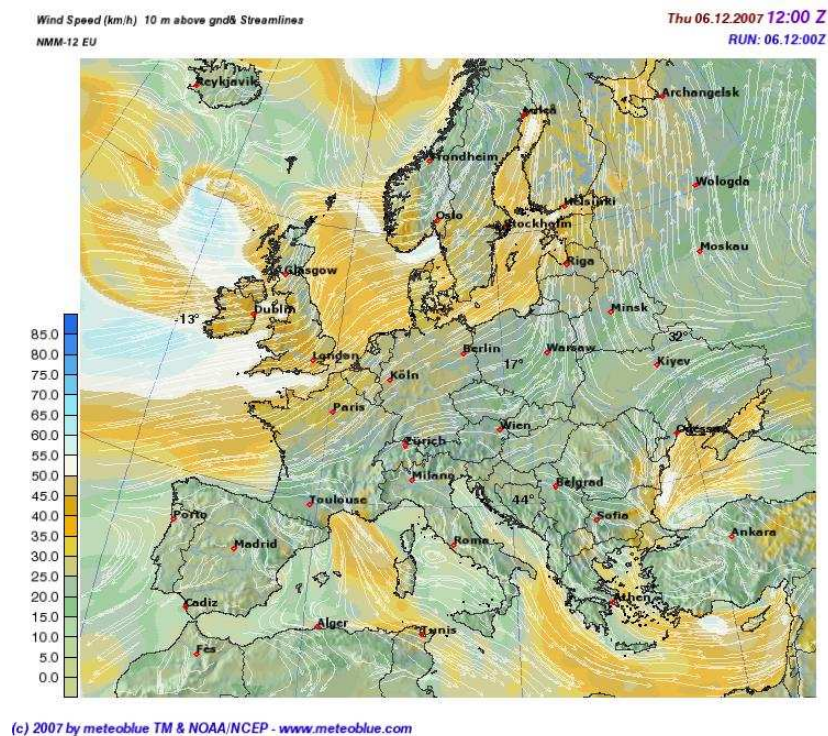 Wind Speed (km/h) 10 m above gnd& Streamlines
Thu 06.12.2007 12:00 Z
NMM-12 EU
RUN: 06.12:00Z
Reykjavik
Archangelsk
Trondheim
Wologda
Oslo
Helsinki
Stockholm
Moskau
Glasgow
Riga
Dublin
Minsk
-13°
85.0
32°
80.0
London
Berlin
Warsaw
17°
Kiyev
75.0
Köln
70.0
65.0
Paris
60.0
Wien
Odessa
55.0
Zürich
50.0
Milano
Belgrad
45.0
Toulouse
44°
40.0
Porto
Sofia
35.0
Madrid
Roma
Ankara
30.0
25.0
20.0
Cadiz
Athen
15.0
Alger
Tunis
10.0
5.0
Fès
0.0
(c) 2007 by meteoblue TM & NOAA/NCEP - www.meteoblue.com